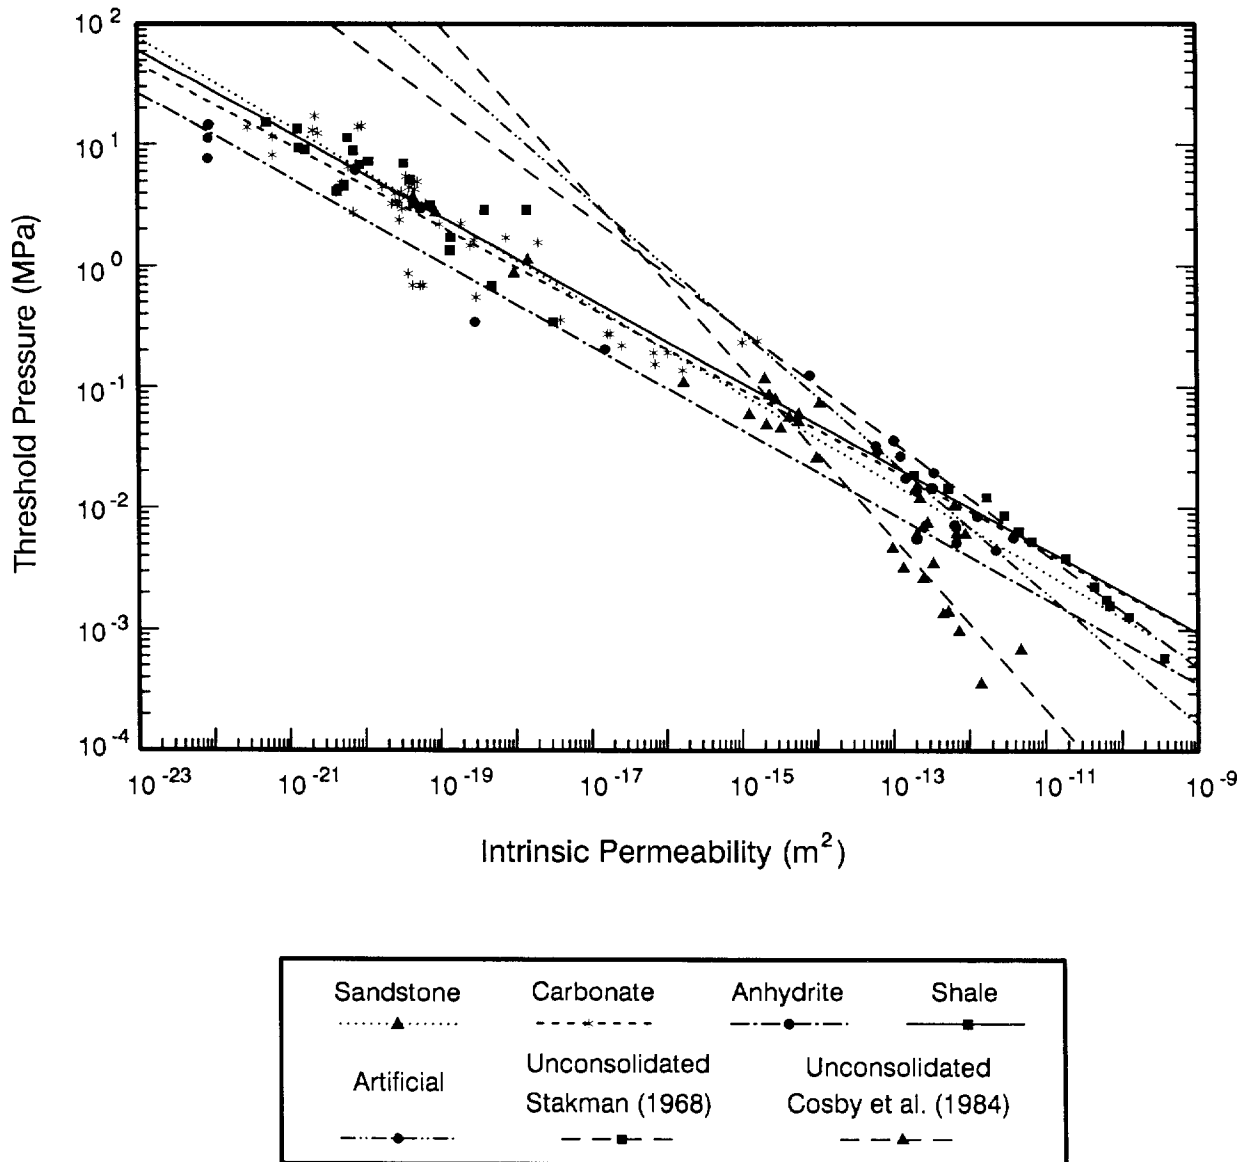 Threshold Pressure (MPa)
10^2
10^1
10^0
10^-1
10^-2
10^-3
10^-4
10^-23
10^-21
10^-19
10^-17
10^-15
10^-13
10^-11
10^-9
Intrinsic Permeability (m^2)
Sandstone
Carbonate
Anhydrite
Shale
Artificial
Unconsolidated
Stakman (1968)
Unconsolidated
Cosby et al. (1984)